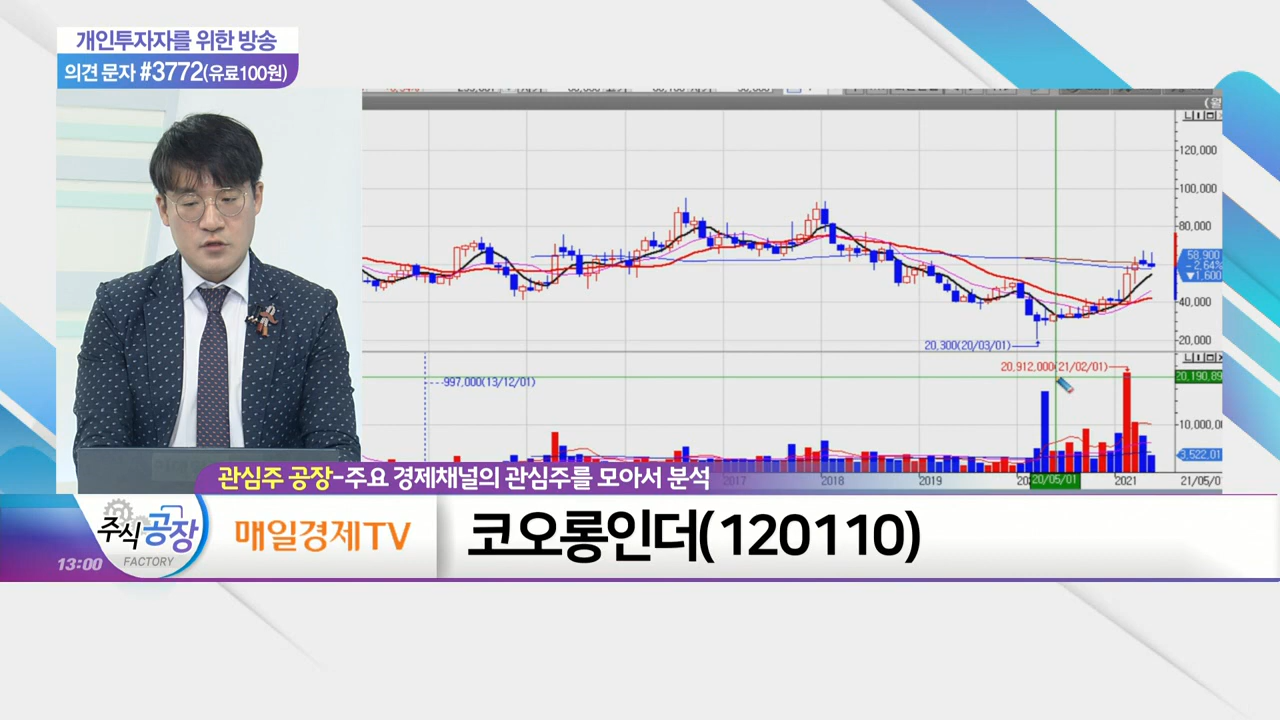 개인투자자를 위한 방송
의견 문자 #3772(유료100원)
(월
120,000
100,000
80,000
58,900
- 2.64%
▼1,600
40,000
20,000
20,300(20/03/01)
20,912,000(21/02/01)
997,000(13/12/01)
20,190,89
10,000,0
3,522,01
2017
2018
2019
20/05/01
2021
21/05/0
관심주 공장-주요 경제채널의 관심주를 모아서 분석
주식공장
FACTORY
13:00
매일경제TV
코오롱인더(120110)